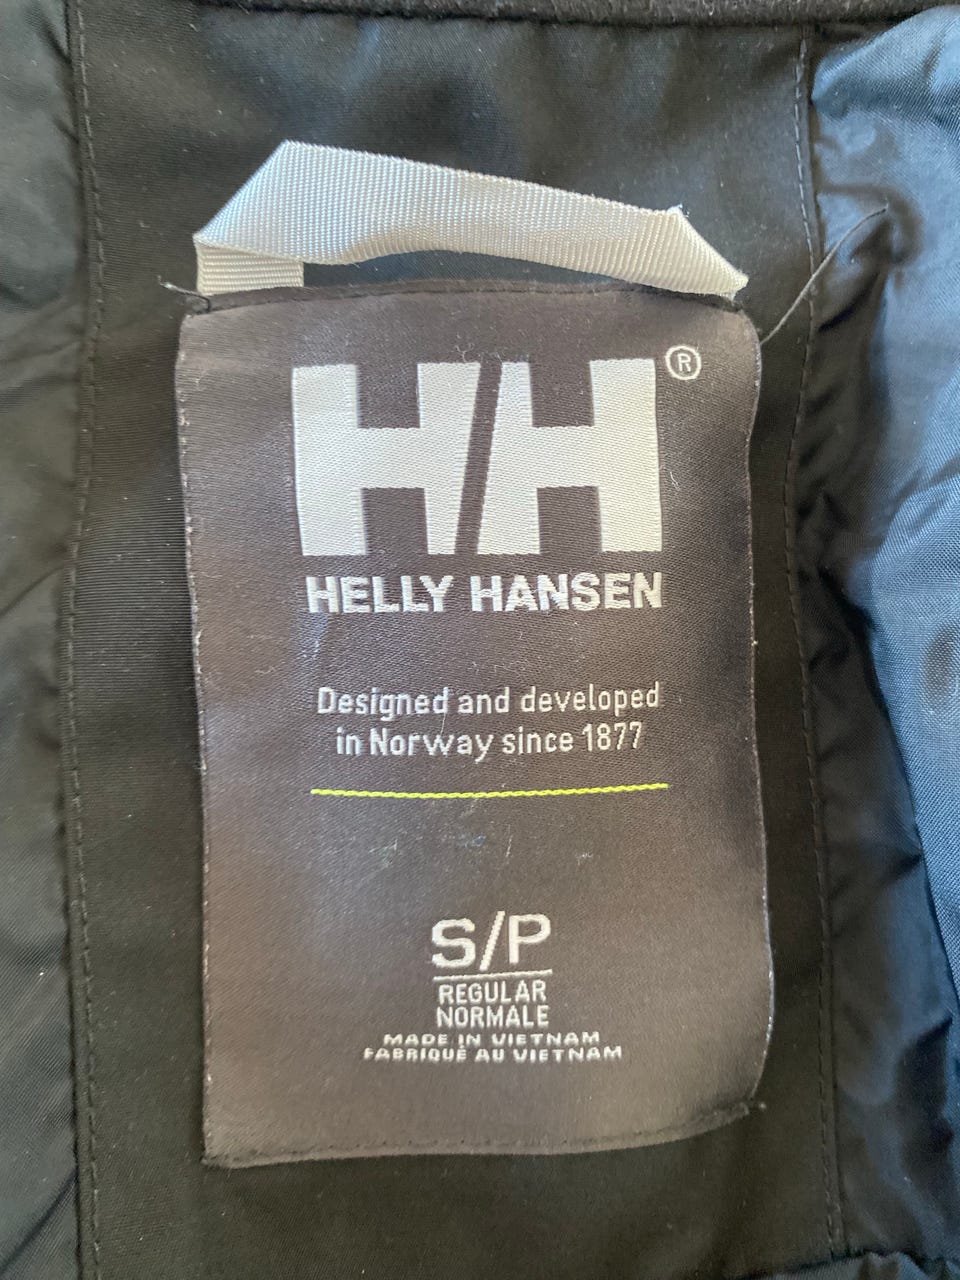 HH®
HELLY HANSEN
Designed and developed
in Norway since 1877
S/P
REGULAR
NORMALE
MADE IN VIETNAM
FABRIQUÉ AU VIETNAM